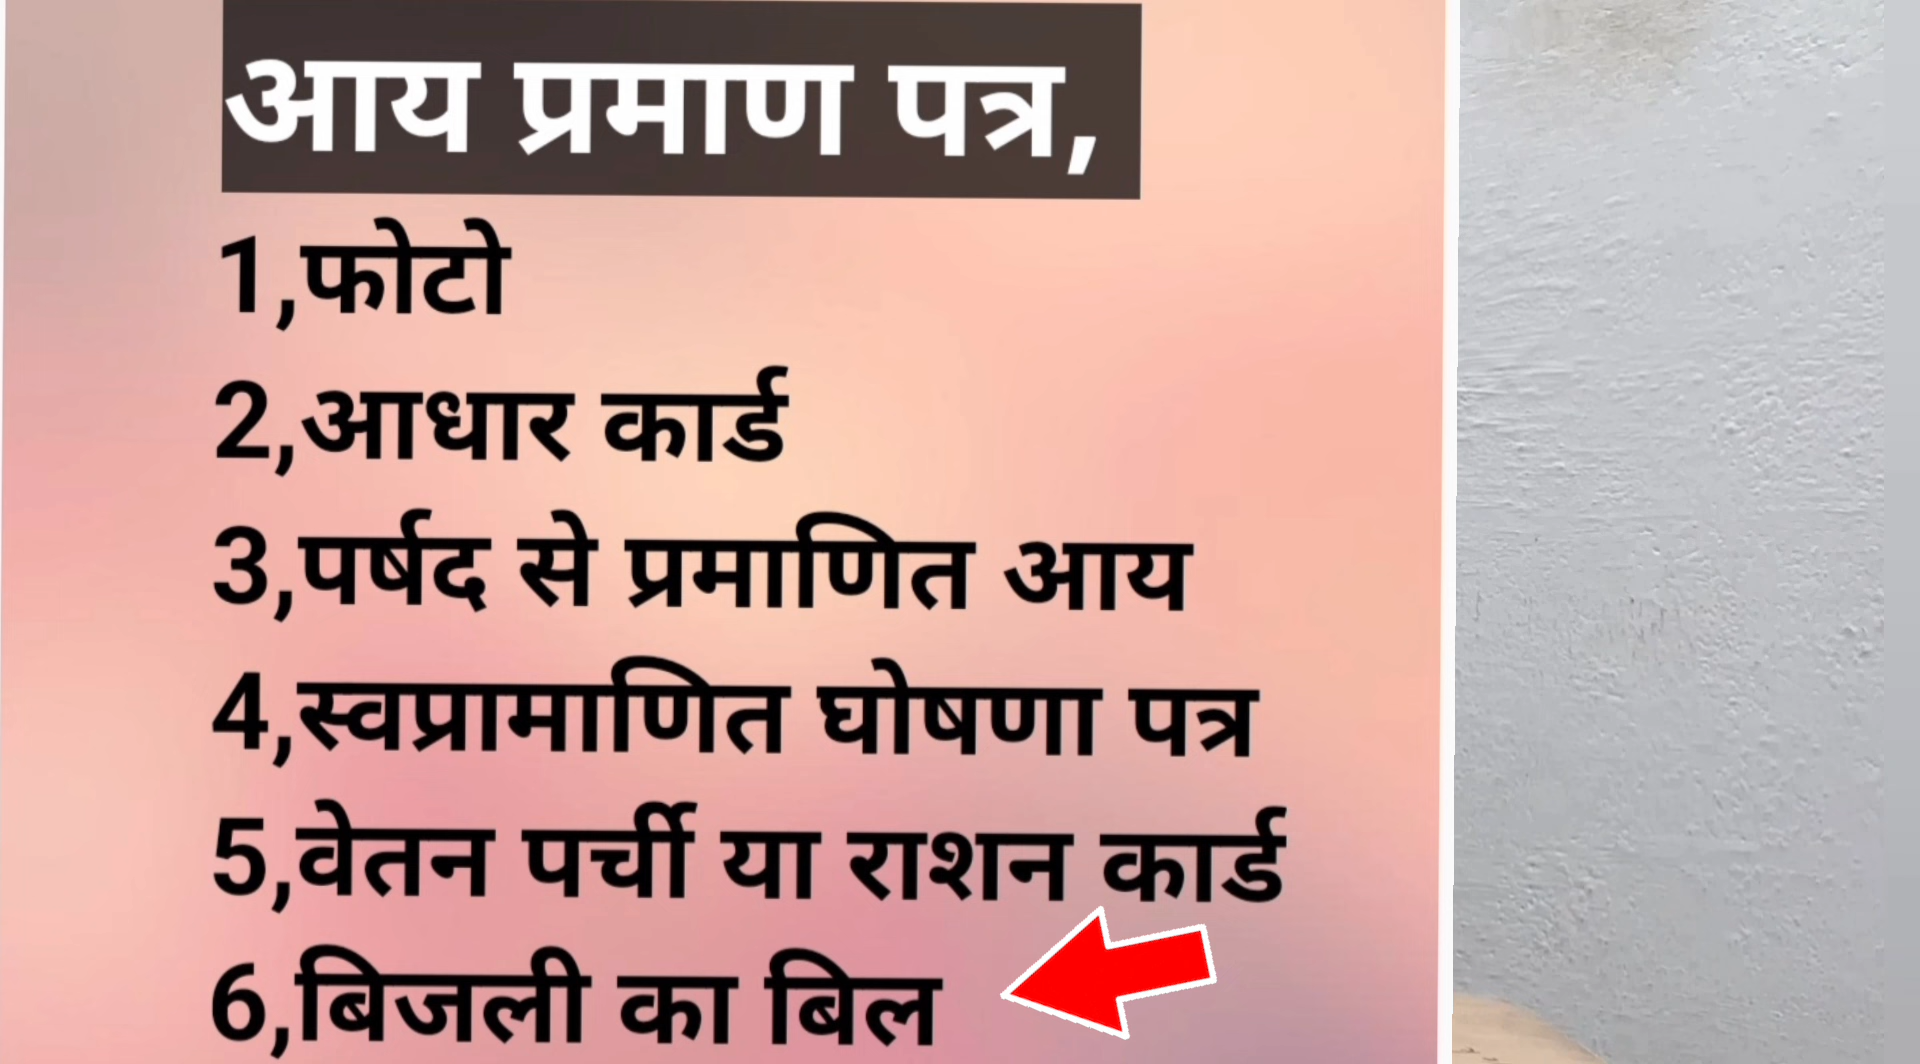 आय प्रमाण पत्र,
1,फोटो
2,आधार कार्ड
3,पर्षद से प्रमाणित आय
4,स्वप्रामाणित घोषणा पत्र
5,वेतन पर्ची या राशन कार्ड
6,बिजली का बिल